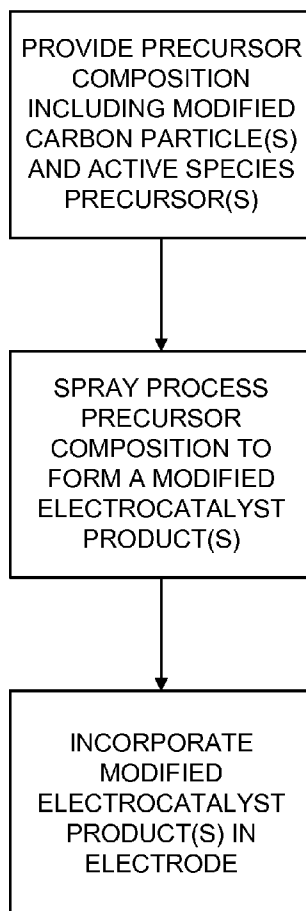 PROVIDE PRECURSOR
COMPOSITION
INCLUDING MODIFIED
CARBON PARTICLE(S)
AND ACTIVE SPECIES
PRECURSOR(S)
SPRAY PROCESS
PRECURSOR
COMPOSITION TO
FORM A MODIFIED
ELECTROCATALYST
PRODUCT(S)
INCORPORATE
MODIFIED
ELECTROCATALYST
PRODUCT(S) IN
ELECTRODE